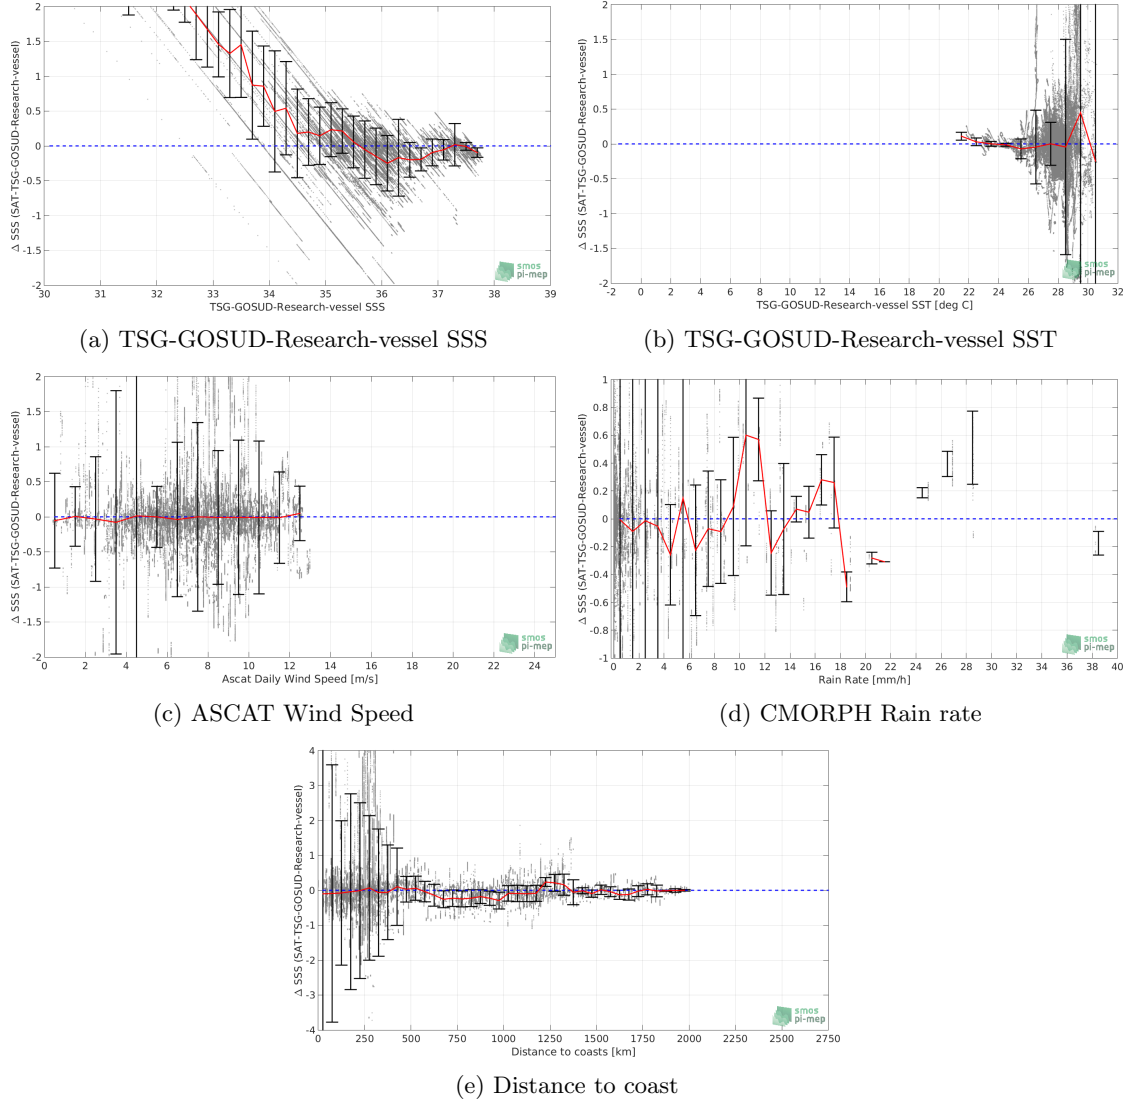 Δ SSS (SAT-TSG-GOSUD-Research-vessel)
2
1.5
1
0.5
0
-0.5
-1
-1.5
-2
30 31 32 33 34 35 36 37 38 39
TSG-GOSUD-Research-vessel SSS
smos
pi-mep
(a) TSG-GOSUD-Research-vessel SSS
Δ SSS (SAT-TSG-GOSUD-Research-vessel)
2
1.5
1
0.5
0
-0.5
-1
-1.5
-2
-2 0 2 4 6 8 10 12 14 16 18 20 22 24 26 28 30 32
TSG-GOSUD-Research-vessel SST [deg C]
smos
pi-mep
(b) TSG-GOSUD-Research-vessel SST
Δ SSS (SAT-TSG-GOSUD-Research-vessel)
2
1.5
1
0.5
0
-0.5
-1
-1.5
-2
0 2 4 6 8 10 12 14 16 18 20 22 24
Ascat Daily Wind Speed [m/s]
smos
pi-mep
(c) ASCAT Wind Speed
Δ SSS (SAT-TSG-GOSUD-Research-vessel)
1
0.8
0.6
0.4
0.2
0
-0.2
-0.4
-0.6
-0.8
-1
0 2 4 6 8 10 12 14 16 18 20 22 24 26 28 30 32 34 36 38 40
Rain Rate [mm/h]
smos
pi-mep
(d) CMORPH Rain rate
Δ SSS (SAT-TSG-GOSUD-Research-vessel)
4
3
2
1
0
-1
-2
-3
-4
0 250 500 750 1000 1250 1500 1750 2000 2250 2500 2750
Distance to coasts [km]
smos
pi-mep
(e) Distance to coast